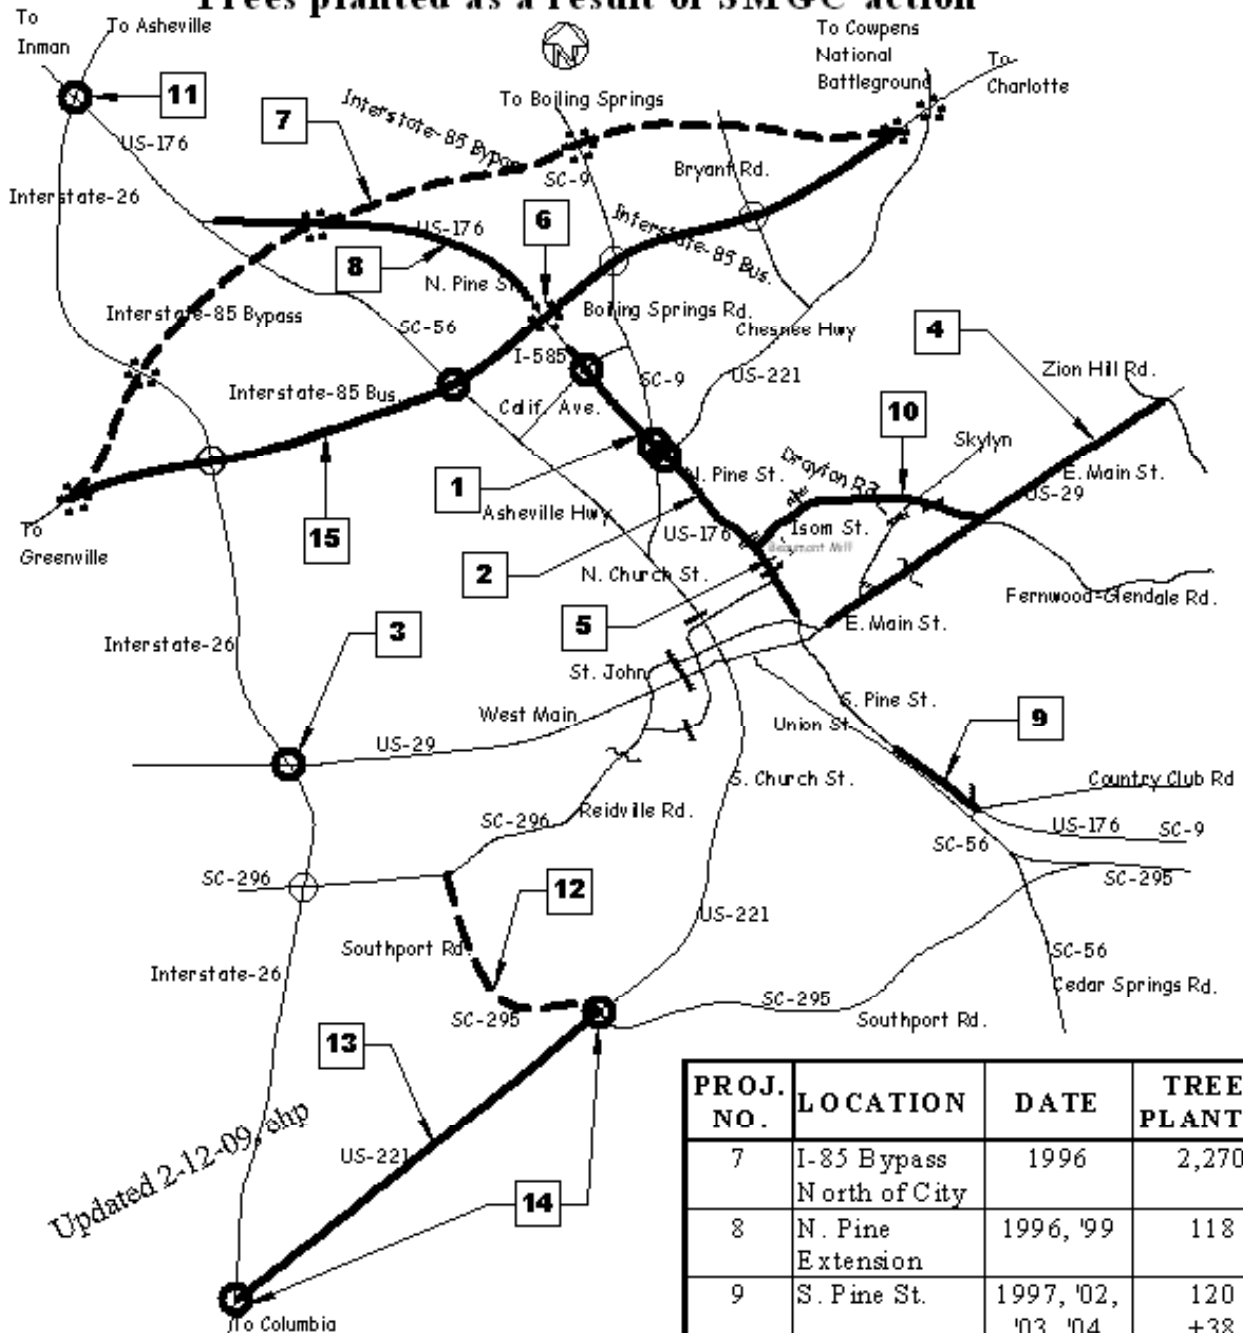 Trees planted as a result of SMGC action
To
Inman
To Asheville
N
To Cowpens
National
Battleground
To
Charlotte
11
7
Interstate-85 Bypass
To Boiling Springs
US-176
SC-9
Bryant Rd.
Interstate-26
6
US-176
Interstate-85 Bus.
8
N. Pine St.
Interstate-85 Bypass
Boiling Springs Rd.
SC-56
Chesnee Hwy
4
I-585
Zion Hill Rd.
Interstate-85 Bus.
SC-9
US-221
Calif. Ave.
10
Skylyn
Drayton Rd.
E. Main St.
1
N. Pine St.
US-29
Asheville Hwy
15
US-176
Isom St.
To
Greenville
Beaumont Mill
2
N. Church St.
Fernwood-Glendale Rd.
5
E. Main St.
3
Interstate-26
St. John
S. Pine St.
West Main
Union St.
9
US-29
S. Church St.
Country Club Rd
Reidville Rd.
SC-296
US-176
SC-9
SC-56
SC-296
SC-295
12
US-221
Southport Rd.
SC-56
Interstate-26
Cedar Springs Rd.
SC-295
SC-295
Southport Rd.
13
Updated 2-12-09, ehp
US-221
14
To Columbia
PROJ. NO. LOCATION DATE TREE PLANT
7 I-85 Bypass North of City 1996 2,270
8 N. Pine Extension 1996, '99 118
9 S. Pine St. 1997, '02, '03, '04 120 +38